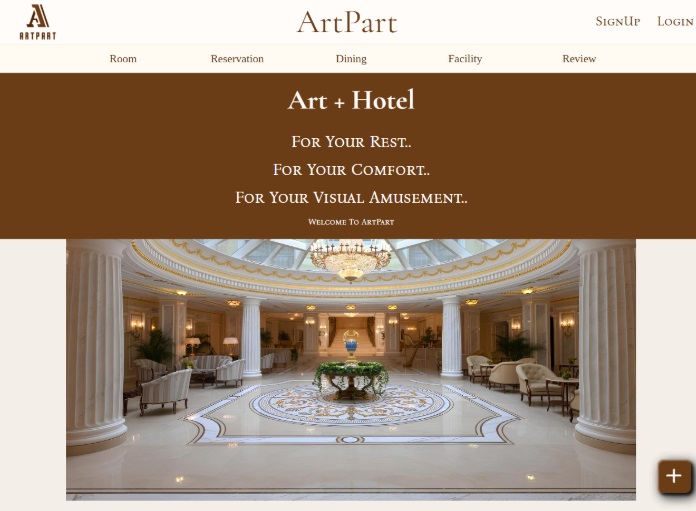 ARTPART
ArtPart
SignUp Login
Room Reservation Dining Facility Review
Art + Hotel
For Your Rest..
For Your Comfort..
For Your Visual Amusement..
Welcome To ArtPart
+